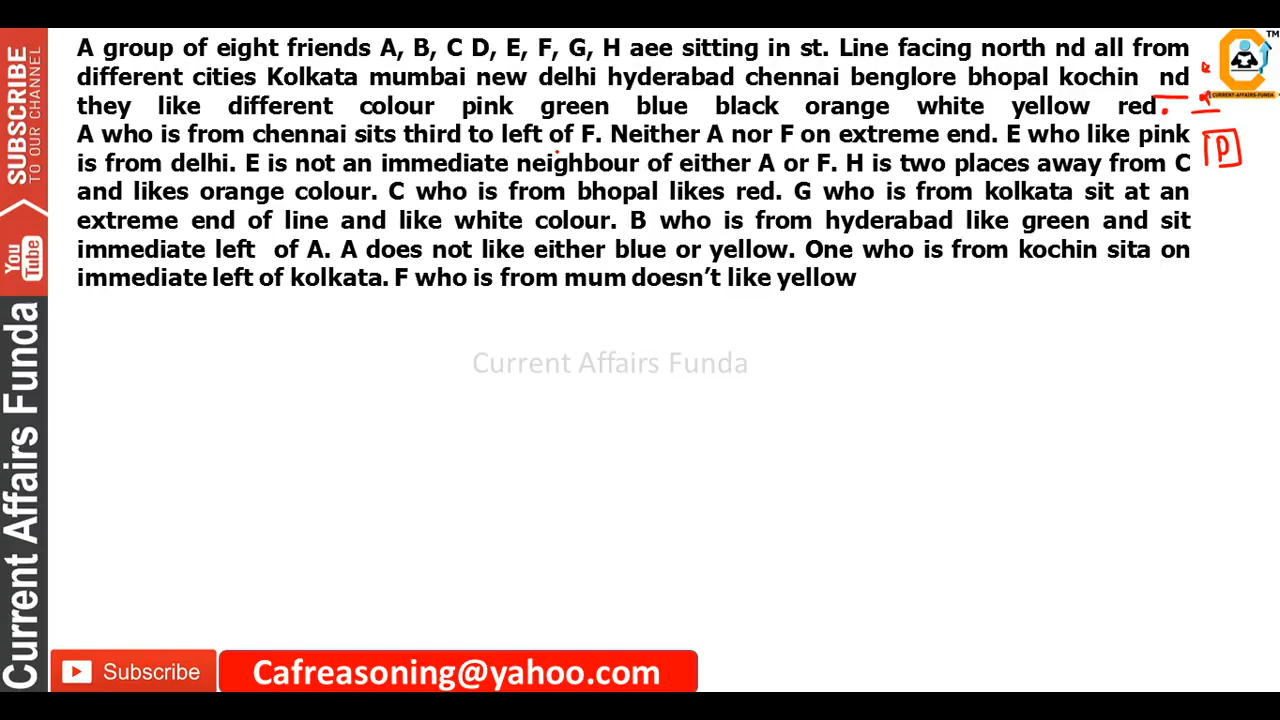 A group of eight friends A, B, C D, E, F, G, H aee sitting in st. Line facing north nd all from
different cities Kolkata mumbai new delhi hyderabad chennai benglore bhopal kochin nd
they like different colour pink green blue black orange white yellow red.
A who is from chennai sits third to left of F. Neither A nor F on extreme end. E who like pink
is from delhi. E is not an immediate neighbour of either A or F. H is two places away from C
and likes orange colour. C who is from bhopal likes red. G who is from kolkata sit at an
extreme end of line and like white colour. B who is from hyderabad like green and sit
immediate left of A. A does not like either blue or yellow. One who is from kochin sita on
immediate left of kolkata. F who is from mum doesn’t like yellow
Current Affairs Funda
SUBSCRIBE
TO OUR CHANNEL
You
Tube
Current Affairs Funda
TM
CURRENT-AFFAIRS-FUNDA
P
Subscribe
Cafreasoning@yahoo.com